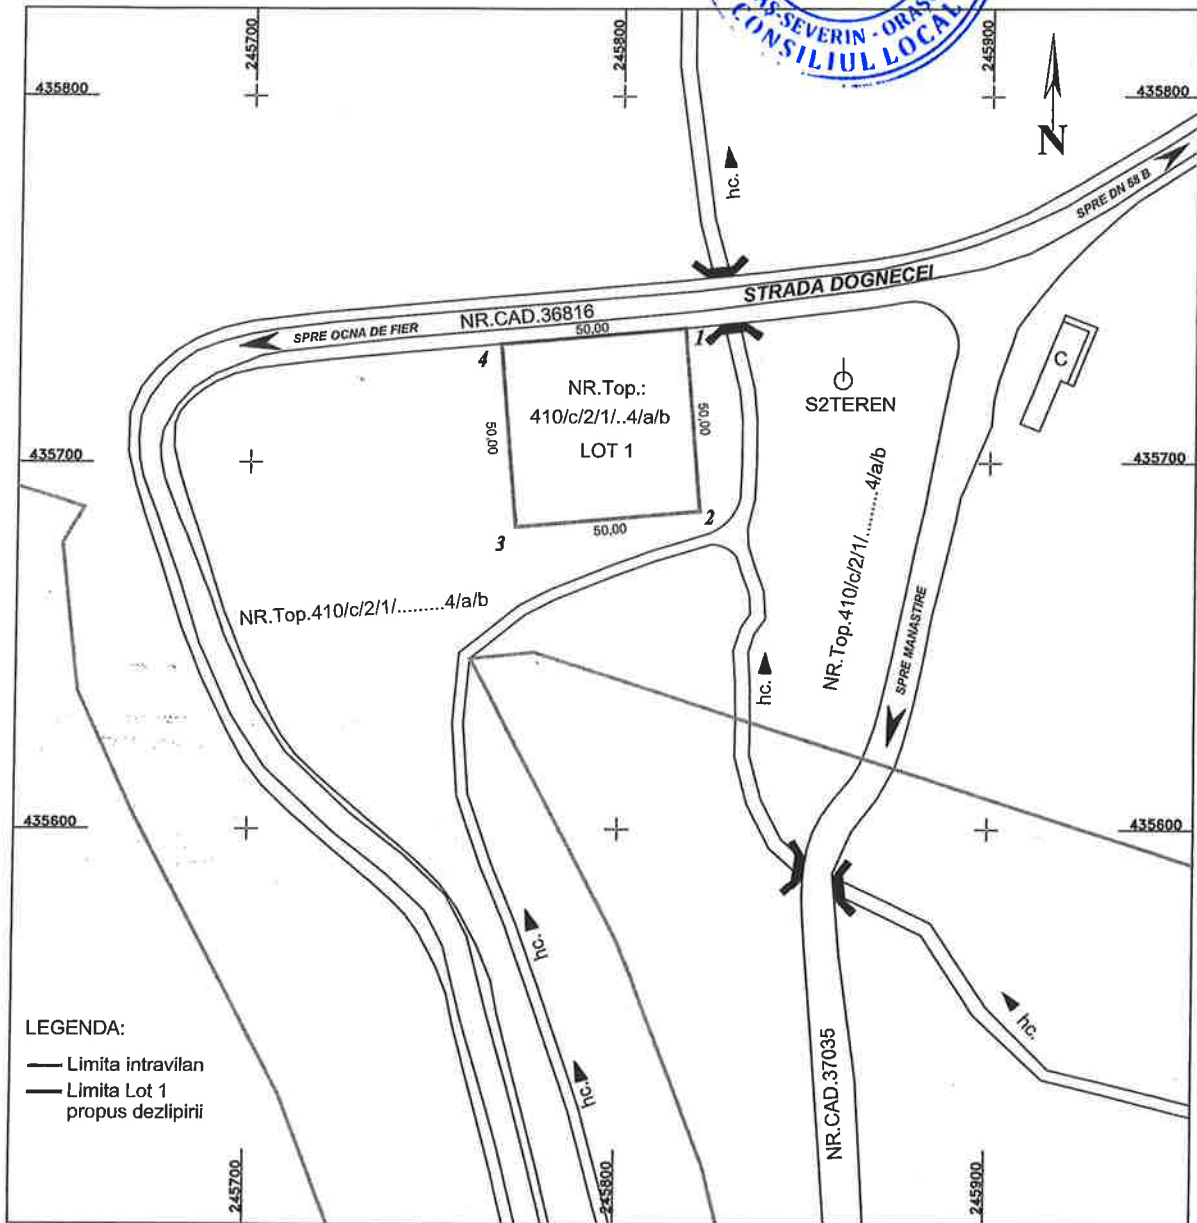 245700
245800
245900
AȘ-SEVERIN - ORAȘ
CONSILIUL LOCAL
435800
435800
N
hc.
SPRE DN 58 B
STRADA DOGNECEI
NR.CAD.36816
SPRE OCNA DE FIER
50,00
1
4
C
NR.Top.:
410/c/2/1/..4/a/b
LOT 1
50,00
50,00
S2TEREN
435700
435700
2
50,00
3
NR.Top.410/c/2/1/.........4/a/b
NR.Top.410/c/2/1/.........4/a/b
SPRE MANASTIRE
hc.
435600
435600
hc.
hc.
LEGENDA:
Limita intravilan
Limita Lot 1
propus dezlipirii
hc.
NR.CAD.37035
245700
245800
245900